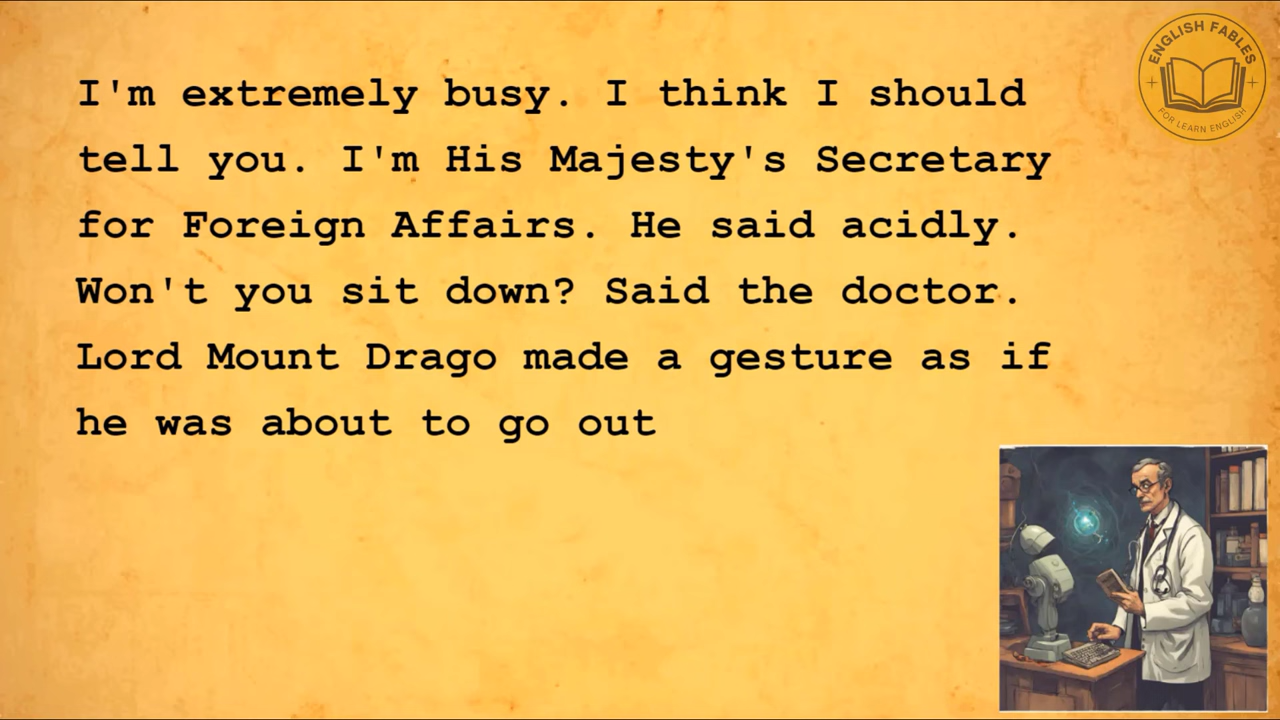 I'm extremely busy. I think I should
tell you. I'm His Majesty's Secretary
for Foreign Affairs. He said acidly.
Won't you sit down? Said the doctor.
Lord Mount Drago made a gesture as if
he was about to go out
ENGLISH FABLES
FOR LEARN ENGLISH